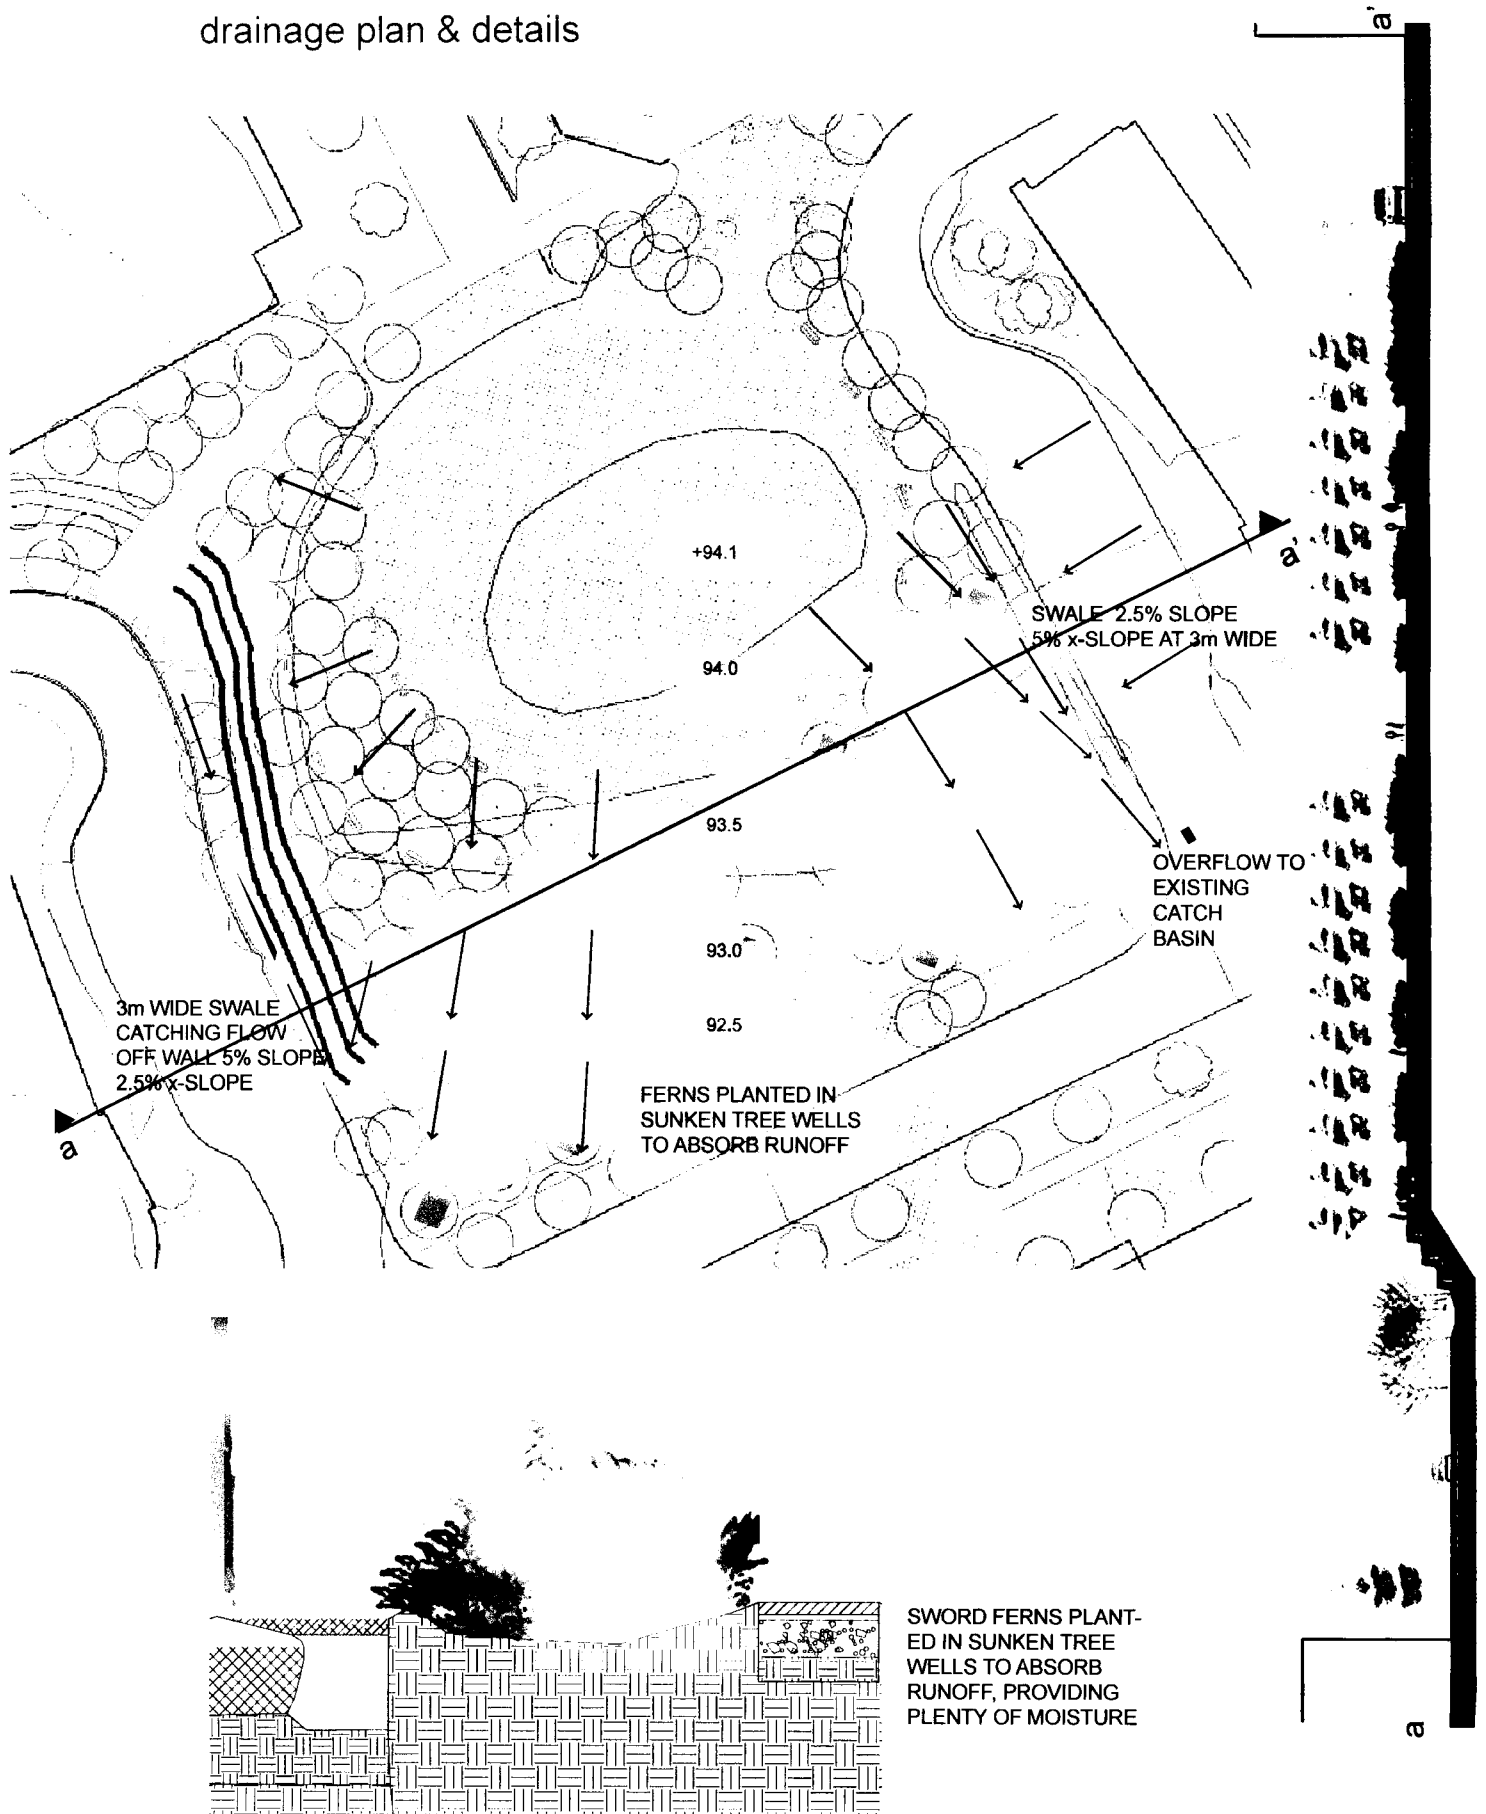 drainage plan & details
a'
+94.1
a'
SWALE 2.5% SLOPE
5% x-SLOPE AT 3m WIDE
94.0
93.5
OVERFLOW TO
EXISTING
CATCH
BASIN
93.0
3m WIDE SWALE
CATCHING FLOW
OFF WALL 5% SLOPE
2.5% x-SLOPE
92.5
FERNS PLANTED IN
SUNKEN TREE WELLS
TO ABSORB RUNOFF
a
SWORD FERNS PLANT-
ED IN SUNKEN TREE
WELLS TO ABSORB
RUNOFF, PROVIDING
PLENTY OF MOISTURE
a